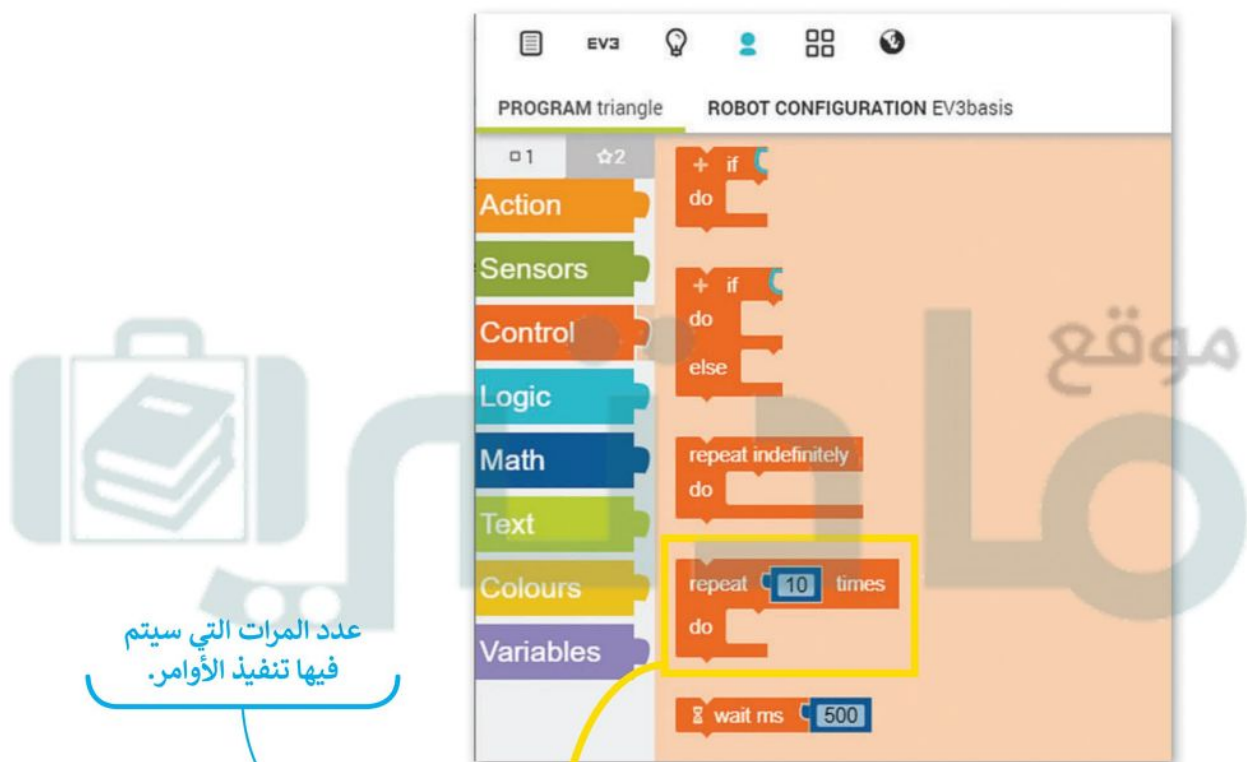 EV3
PROGRAM triangle ROBOT CONFIGURATION EV3basis
1 2
Action
Sensors
Control
Logic
Math
Text
Colours
Variables
+ if
do
+ if
do
else
repeat indefinitely
do
repeat 10 times
do
wait ms 500
عدد المرات التي سيتم
فيها تنفيذ الأوامر.
موقع
مادتي